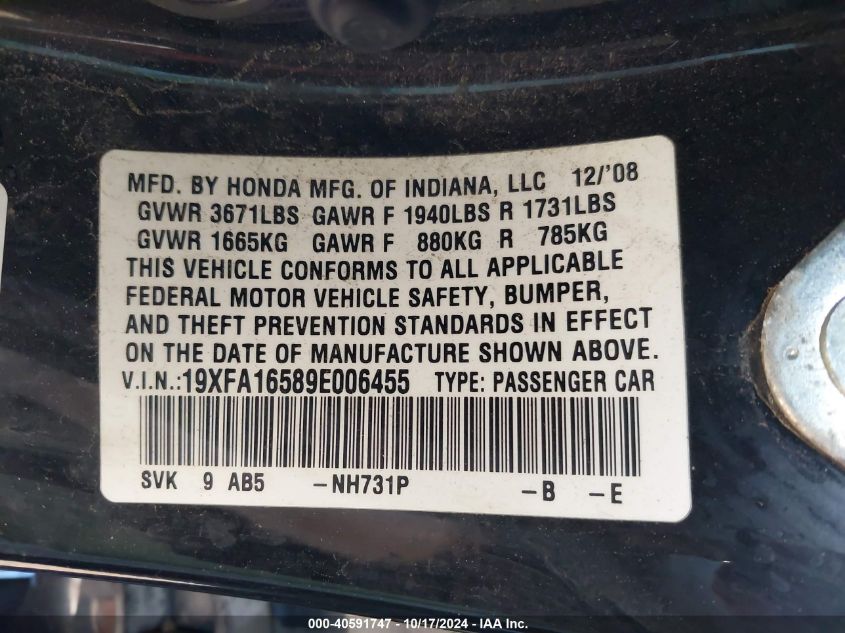 MFD. BY HONDA MFG. OF INDIANA, LLC 12/'08
GVWR 3671LBS GAWR F 1940LBS R 1731LBS
GVWR 1665KG GAWR F 880KG R 785KG
THIS VEHICLE CONFORMS TO ALL APPLICABLE
FEDERAL MOTOR VEHICLE SAFETY, BUMPER,
AND THEFT PREVENTION STANDARDS IN EFFECT
ON THE DATE OF MANUFACTURE SHOWN ABOVE.
V.I.N.:19XFA16589E006455 TYPE: PASSENGER CAR
SVK 9 AB5 -NH731P -B -E
000-40591747 - 10/17/2024 - IAA Inc.